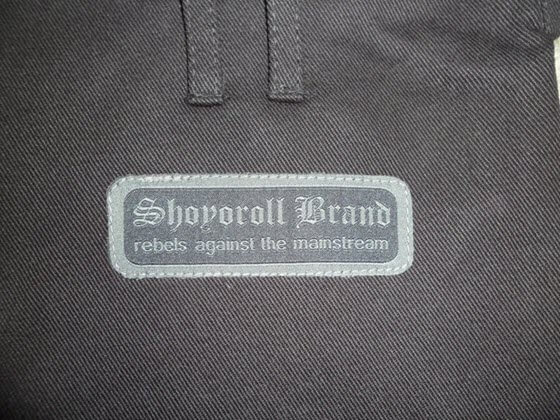 Shoyoroll Brand
rebels against the mainstream